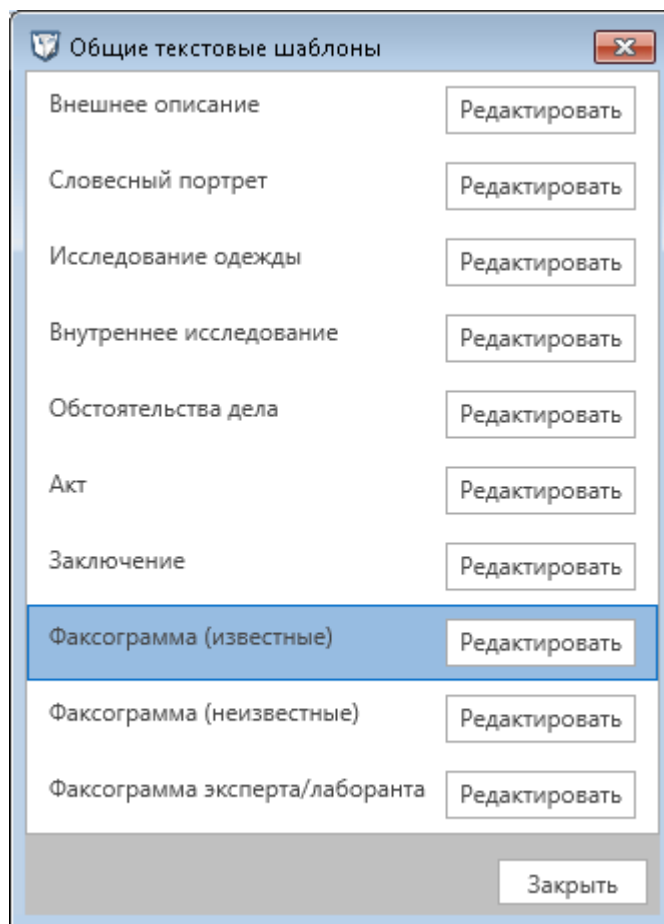 Общие текстовые шаблоны
Внешнее описание Редактировать
Словесный портрет Редактировать
Исследование одежды Редактировать
Внутреннее исследование Редактировать
Обстоятельства дела Редактировать
Акт Редактировать
Заключение Редактировать
Факсограмма (известные) Редактировать
Факсограмма (неизвестные) Редактировать
Факсограмма эксперта/лаборанта Редактировать
Закрыть